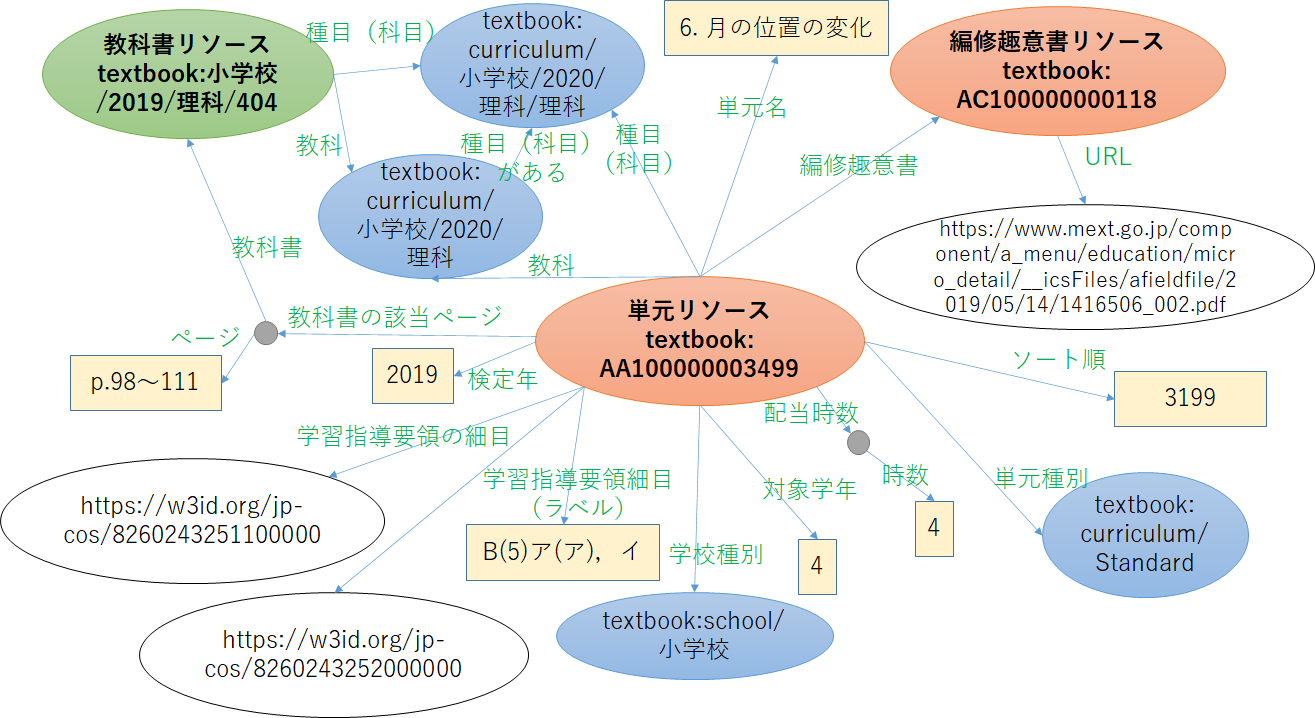 教科書リソース
textbook:小学校
/2019/理科/404
種目（科目）
textbook:
curriculum/
小学校/2020/
理科/理科
6. 月の位置の変化
編修趣意書リソース
textbook:
AC100000000118
単元名
教科
種目（科目）
がある
種目
（科目）
編修趣意書
URL
textbook:
curriculum/
小学校/2020/
理科
https://www.mext.go.jp/comp
onent/a_menu/education/micr
o_detail/__icsFiles/afieldfile/2
019/05/14/1416506_002.pdf
教科書
教科
教科書の該当ページ
単元リソース
textbook:
AA100000003499
ページ
p.98～111
2019
検定年
ソート順
3199
配当時数
学習指導要領の細目
学習指導要領細目
（ラベル）
対象学年
時数
単元種別
https://w3id.org/jp-
cos/8260243251100000
B(5)ア(ア)，イ
学校種別
4
4
textbook:
curriculum/
Standard
https://w3id.org/jp-
cos/8260243252000000
textbook:school/
小学校